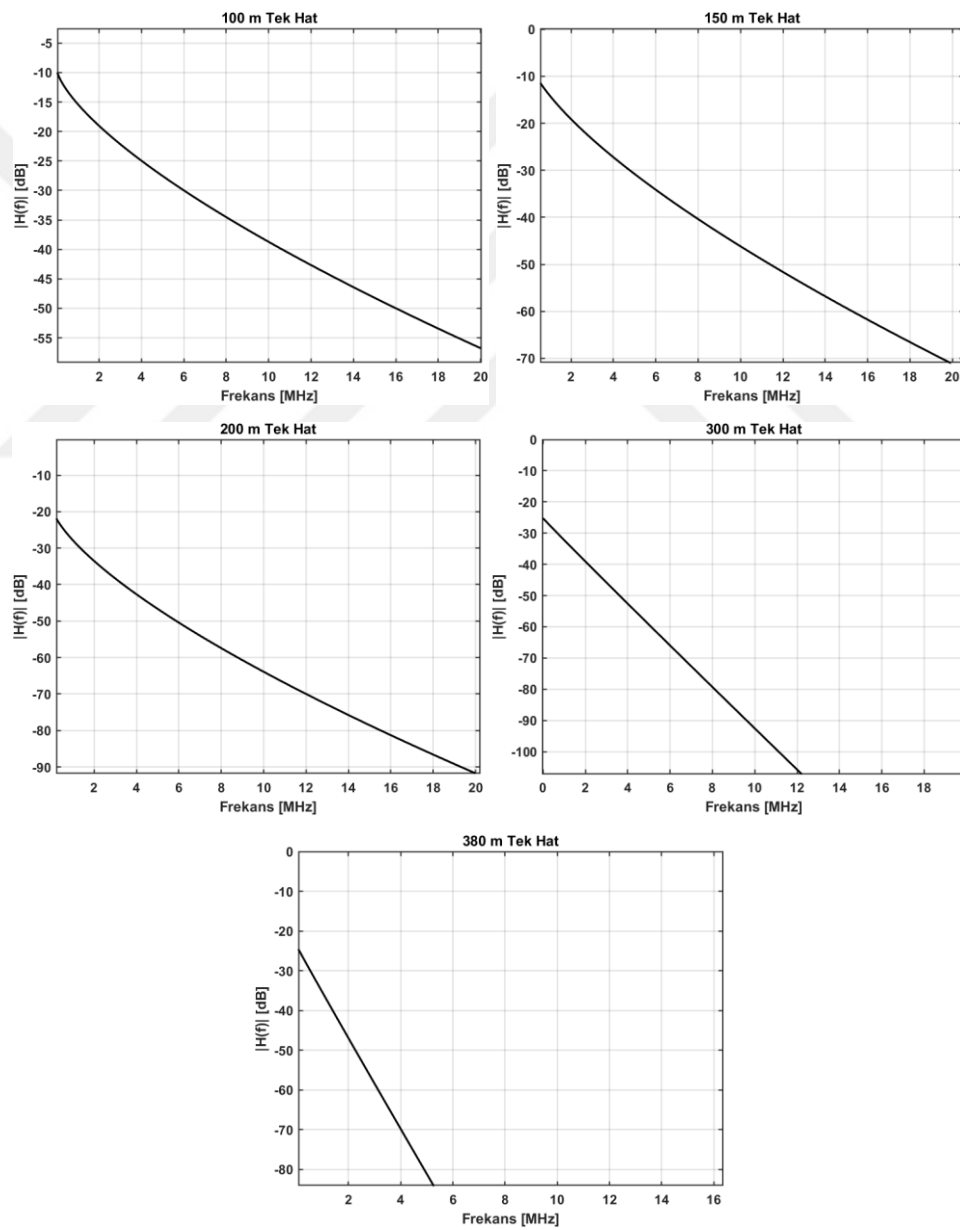 100 m Tek Hat
|H(f)| [dB]
-5
-10
-15
-20
-25
-30
-35
-40
-45
-50
-55
2 4 6 8 10 12 14 16 18 20
Frekans [MHz]
150 m Tek Hat
|H(f)| [dB]
0
-10
-20
-30
-40
-50
-60
-70
2 4 6 8 10 12 14 16 18 20
Frekans [MHz]
200 m Tek Hat
|H(f)| [dB]
-10
-20
-30
-40
-50
-60
-70
-80
-90
2 4 6 8 10 12 14 16 18 20
Frekans [MHz]
300 m Tek Hat
|H(f)| [dB]
0
-10
-20
-30
-40
-50
-60
-70
-80
-90
-100
0 2 4 6 8 10 12 14 16 18
Frekans [MHz]
380 m Tek Hat
|H(f)| [dB]
0
-10
-20
-30
-40
-50
-60
-70
-80
2 4 6 8 10 12 14 16
Frekans [MHz]